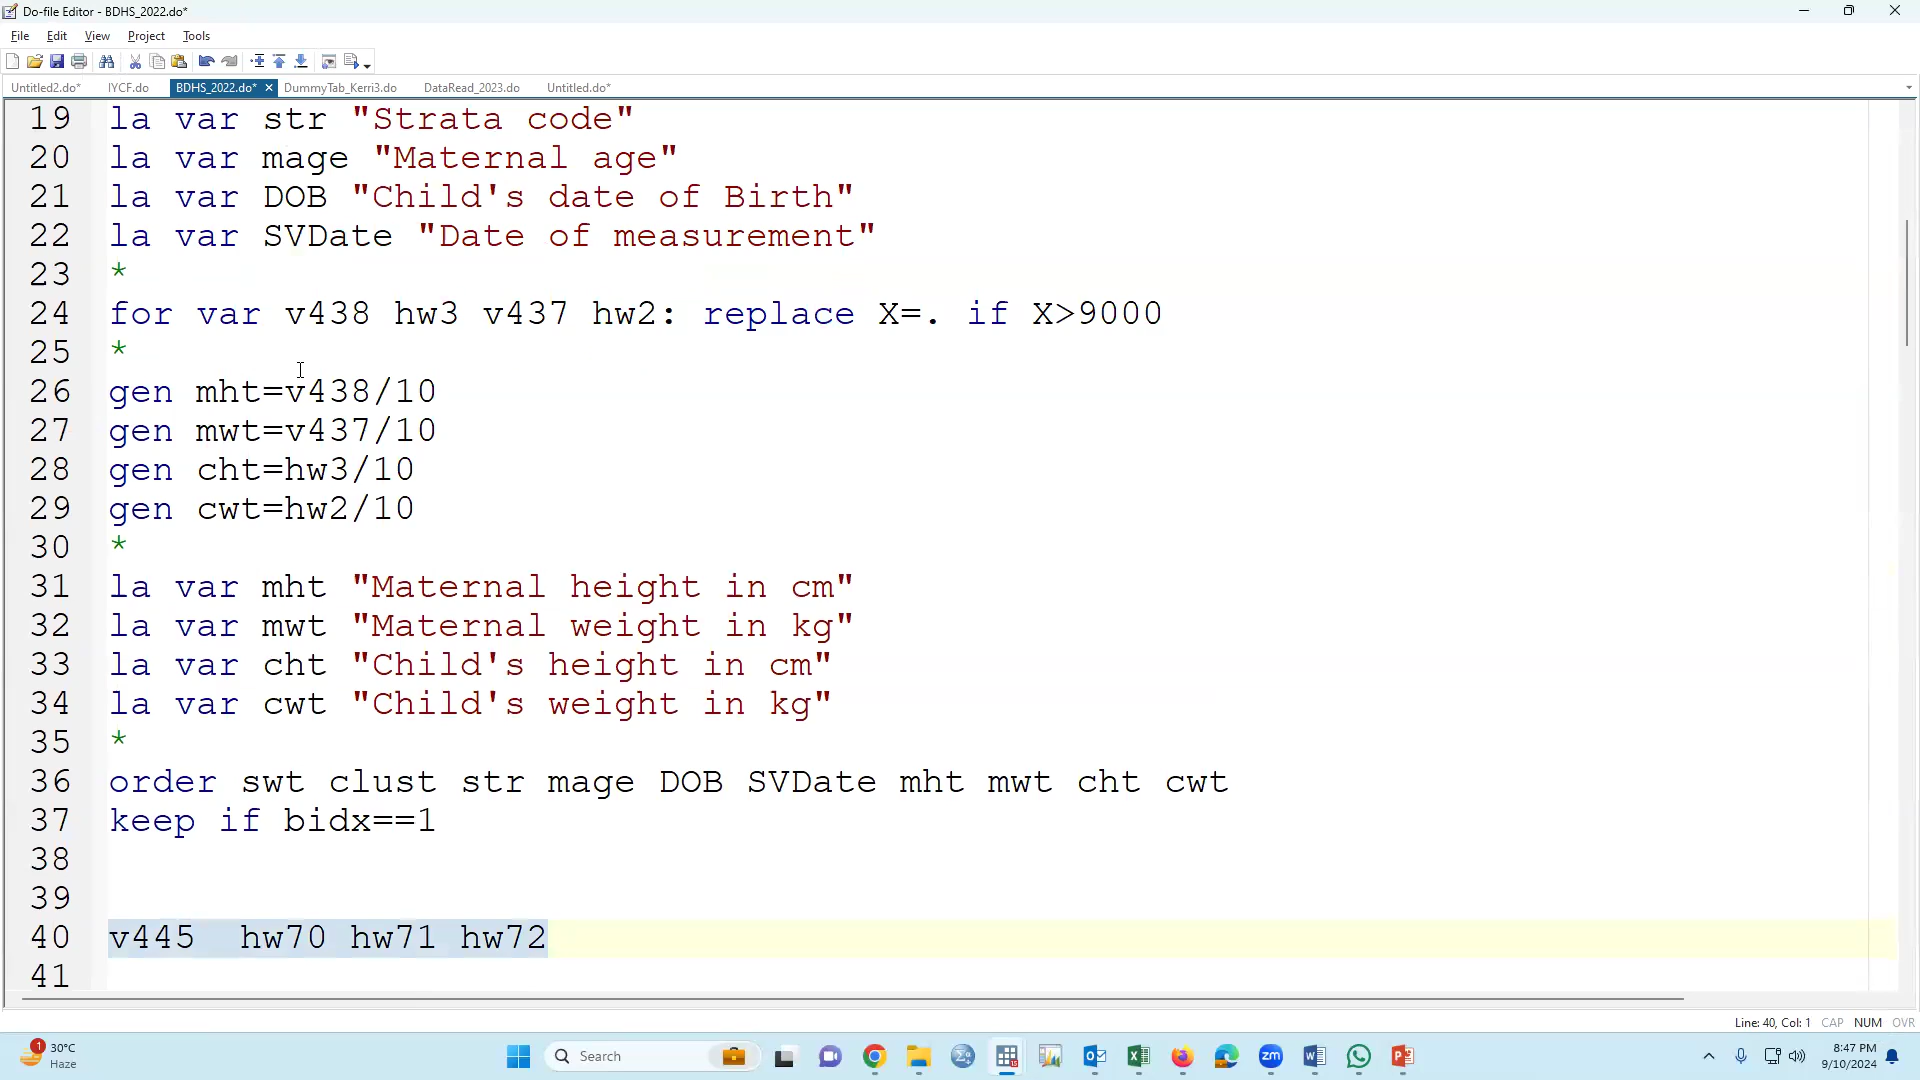 Do-file Editor - BDHS_2022.do*
File Edit View Project Tools
Untitled2.do* IYCF.do BDHS_2022.do* × DummyTab_Kerri3.do DataRead_2023.do Untitled.do*
19 la var str "Strata code"
20 la var mage "Maternal age"
21 la var DOB "Child's date of Birth"
22 la var SVDate "Date of measurement"
23 *
24 for var v438 hw3 v437 hw2: replace X=. if X>9000
25 *
26 gen mht=v438/10
27 gen mwt=v437/10
28 gen cht=hw3/10
29 gen cwt=hw2/10
30 *
31 la var mht "Maternal height in cm"
32 la var mwt "Maternal weight in kg"
33 la var cht "Child's height in cm"
34 la var cwt "Child's weight in kg"
35 *
36 order swt clust str mage DOB SVDate mht mwt cht cwt
37 keep if bidx==1
38
39
40 v445  hw70 hw71 hw72
41
Line: 40, Col: 1 CAP NUM OVR
1 30°C
Haze
Search
zm
8:47 PM
9/10/2024